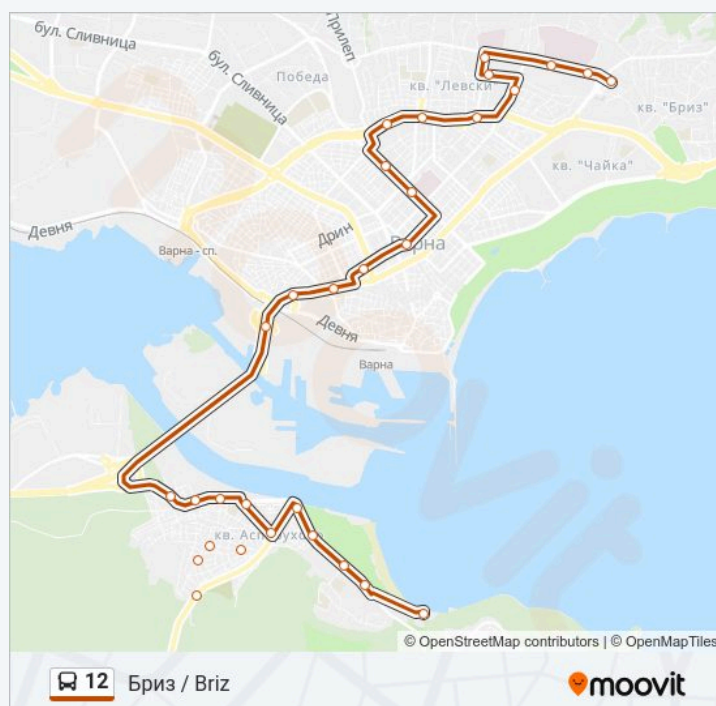 бул. Сливница
Прилеп
бул. Сливница
Победа
кв. "Левски"
кв. "Бриз"
кв. "Чайка"
Девня
Дрин
Варна
Варна - сп.
Девня
Варна
кв. Аспарухово
© OpenStreetMap contributors | © OpenMapTiles
12 Бриз / Briz
moovit